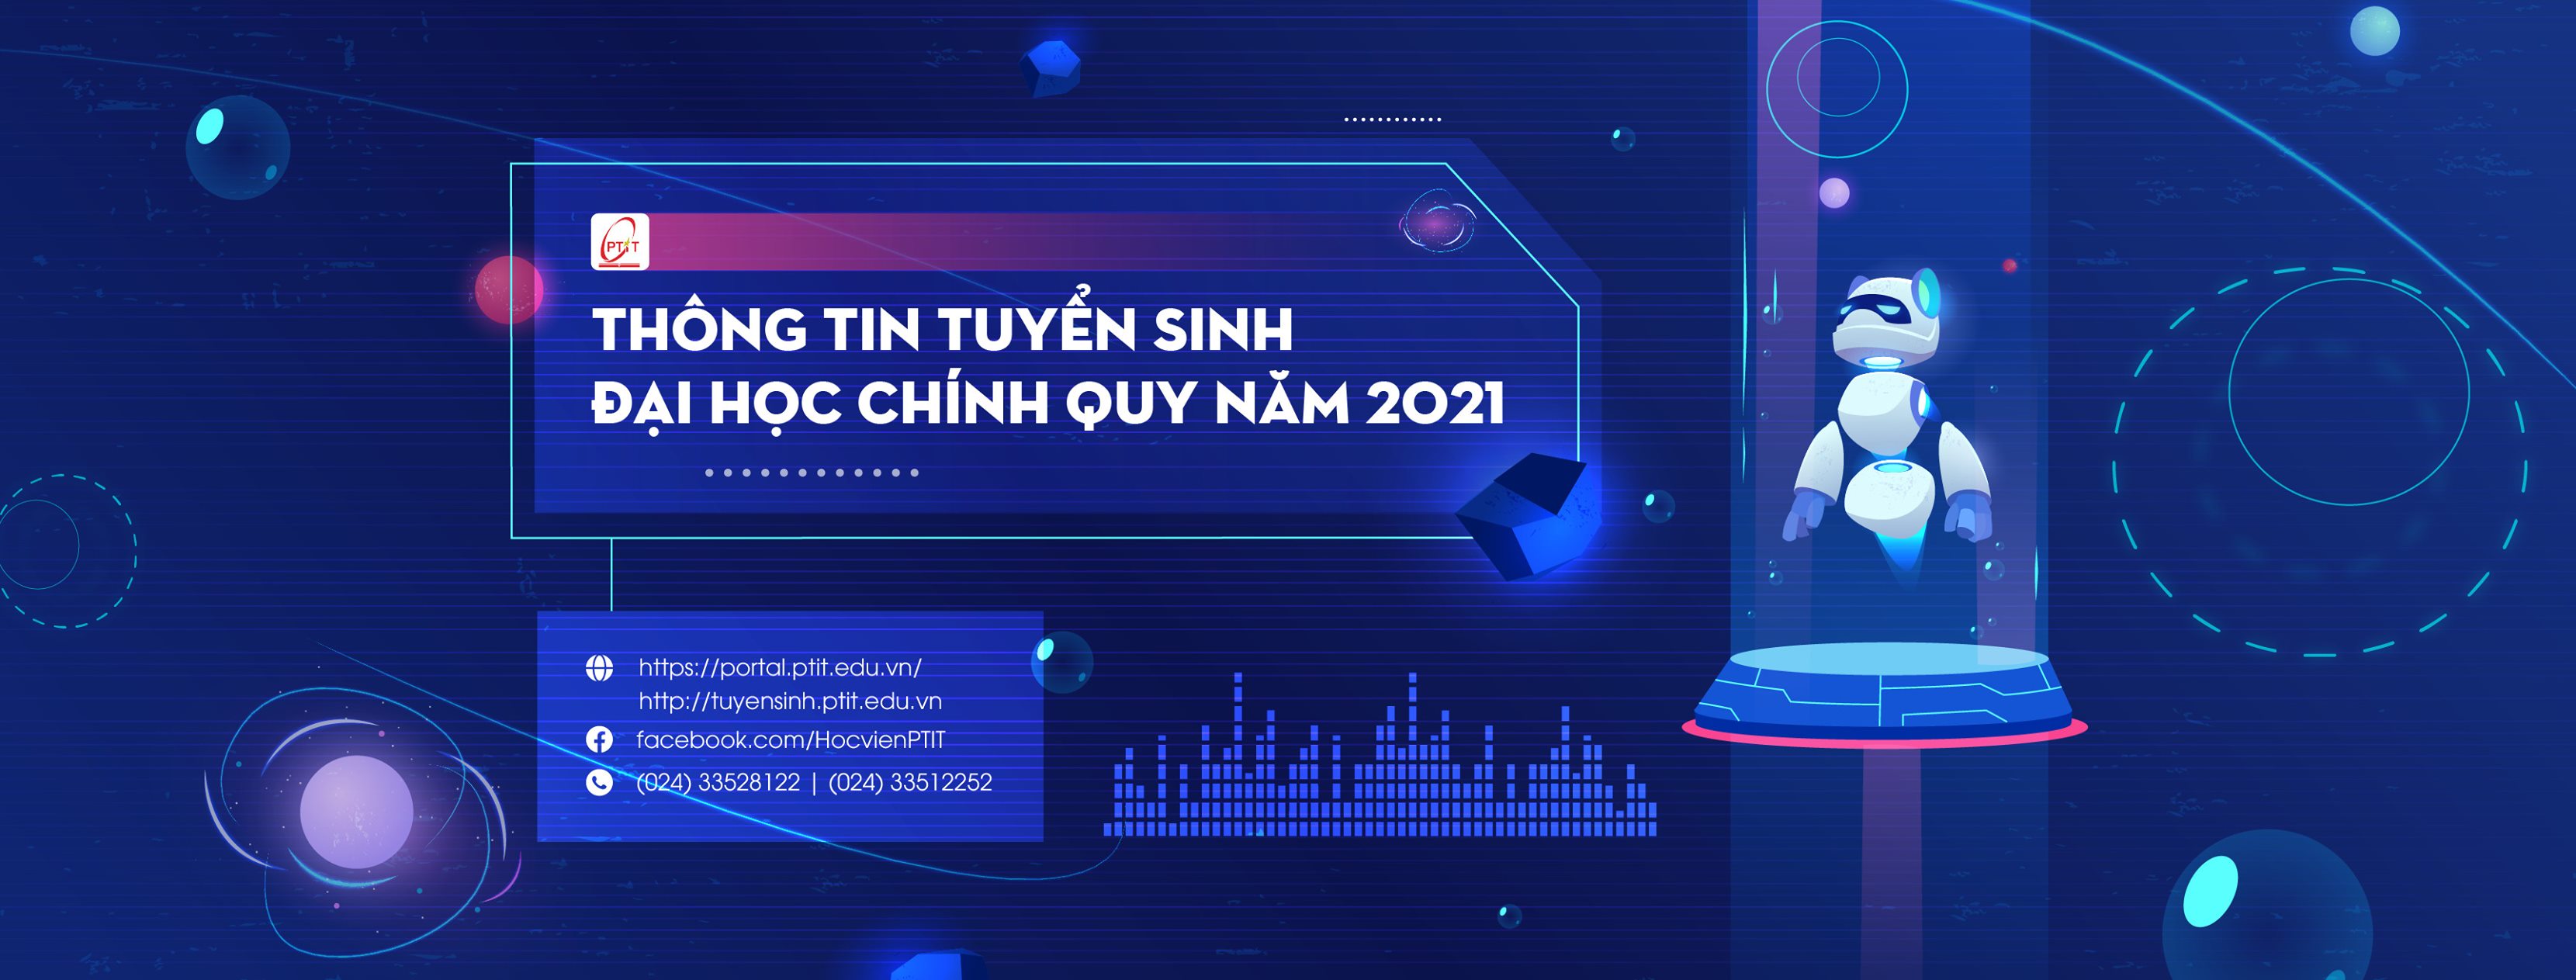 PTIT
THÔNG TIN TUYỂN SINH
ĐẠI HỌC CHÍNH QUY NĂM 2021
https://portal.ptit.edu.vn/
http://tuyensinh.ptit.edu.vn
facebook.com/HocvienPTIT
(024) 33528122 | (024) 33512252